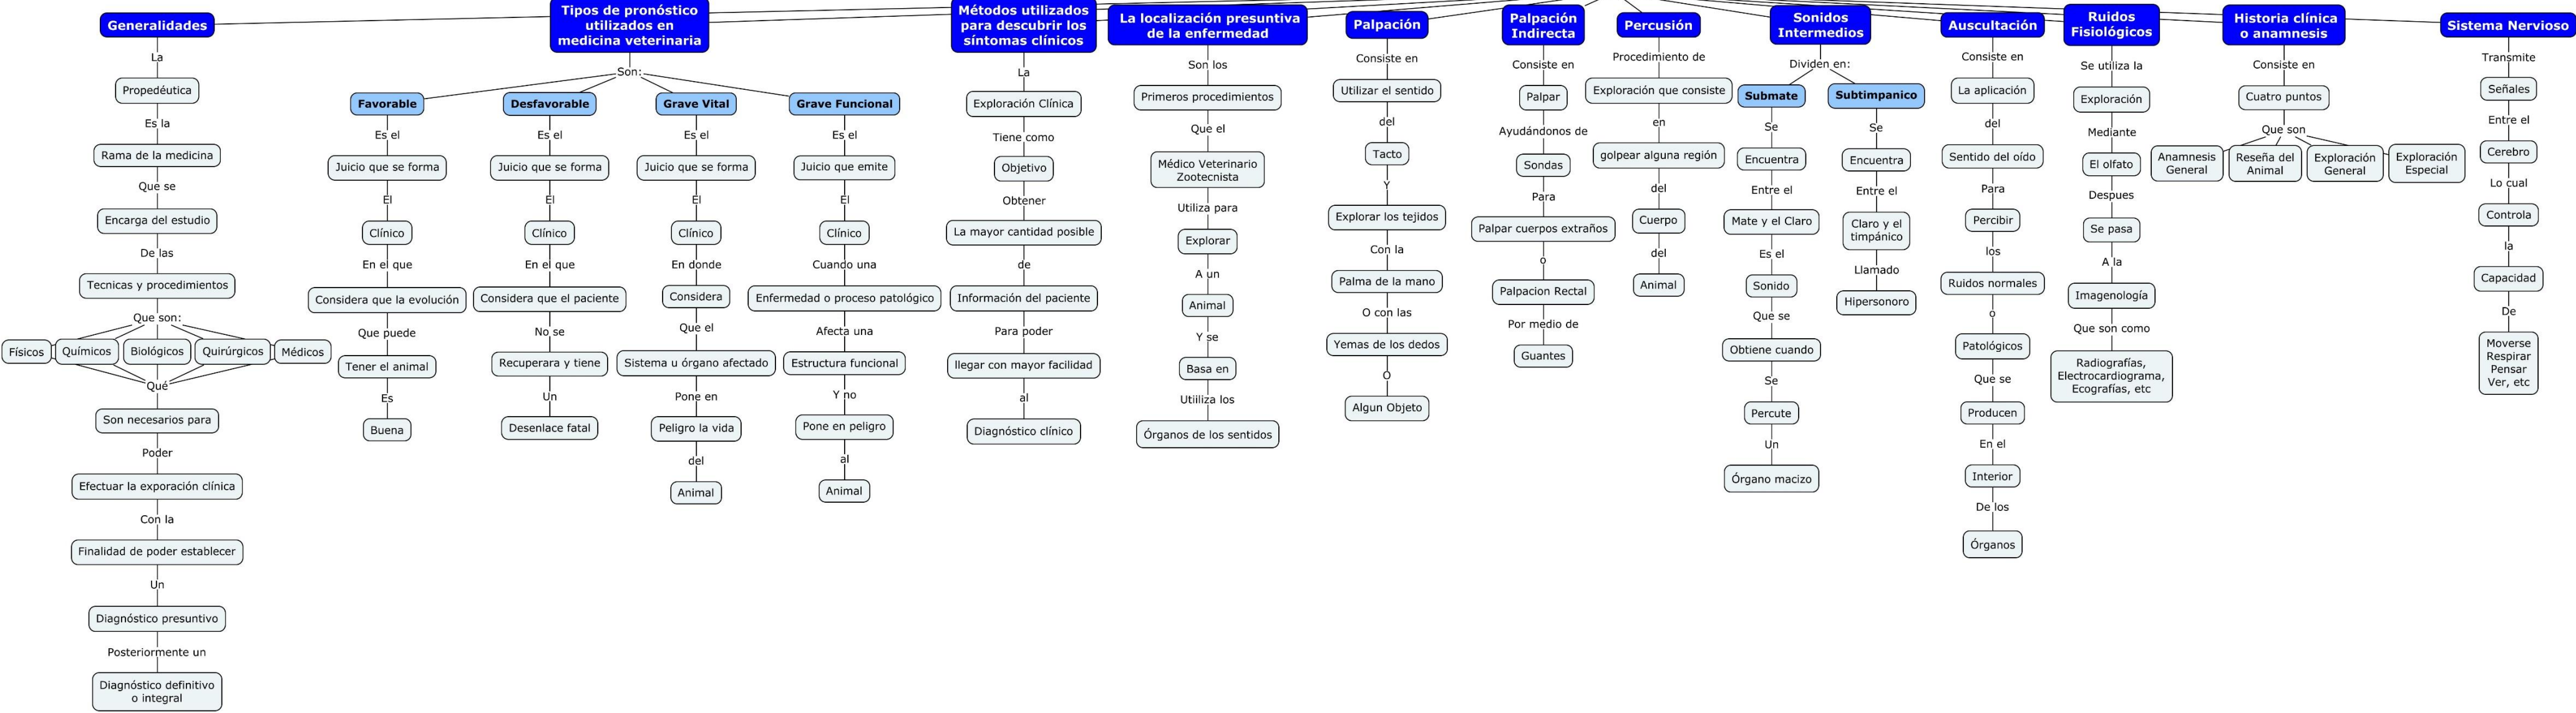 Generalidades
La
Propedéutica
Es la
Rama de la medicina
Que se
Encarga del estudio
De las
Tecnicas y procedimientos
Que son:
Físicos
Químicos
Biológicos
Quirúrgicos
Médicos
Qué
Son necesarios para
Poder
Efectuar la exporación clínica
Con la
Finalidad de poder establecer
Un
Diagnóstico presuntivo
Posteriormente un
Diagnóstico definitivo
o integral
Tipos de pronóstico
utilizados en
medicina veterinaria
Son:
Favorable
Es el
Juicio que se forma
El
Clínico
En el que
Considera que la evolución
Que puede
Tener el animal
Es
Buena
Desfavorable
Es el
Juicio que se forma
El
Clínico
En el que
Considera que el paciente
No se
Recuperara y tiene
Un
Desenlace fatal
Grave Vital
Es el
Juicio que se forma
El
Clínico
En donde
Considera
Que el
Sistema u órgano afectado
Pone en
Peligro la vida
del
Animal
Grave Funcional
Es el
Juicio que emite
El
Clínico
Cuando una
Enfermedad o proceso patológico
Afecta una
Estructura funcional
Y no
Pone en peligro
al
Animal
Métodos utilizados
para descubrir los
síntomas clínicos
La
Exploración Clínica
Tiene como
Objetivo
Obtener
La mayor cantidad posible
de
Información del paciente
Para poder
llegar con mayor facilidad
al
Diagnóstico clínico
La localización presuntiva
de la enfermedad
Son los
Primeros procedimientos
Que el
Médico Veterinario
Zootecnista
Utiliza para
Explorar
A un
Animal
Y se
Basa en
Utiiliza los
Órganos de los sentidos
Palpación
Consiste en
Utilizar el sentido
del
Tacto
Y
Explorar los tejidos
Con la
Palma de la mano
O con las
Yemas de los dedos
O
Algun Objeto
Palpación
Indirecta
Consiste en
Palpar
Ayudándonos de
Sondas
Para
Palpar cuerpos extraños
o
Palpacion Rectal
Por medio de
Guantes
Percusión
Procedimiento de
Exploración que consiste
en
golpear alguna región
del
Cuerpo
del
Animal
Sonidos
Intermedios
Dividen en:
Submate
Se
Encuentra
Entre el
Mate y el Claro
Es el
Sonido
Que se
Obtiene cuando
Se
Percute
Un
Órgano macizo
Subtimpanico
Se
Encuentra
Entre el
Claro y el
timpánico
Llamado
Hipersonoro
Auscultación
Consiste en
La aplicación
del
Sentido del oído
Para
Percibir
los
Ruidos normales
o
Patológicos
Que se
Producen
En el
Interior
De los
Órganos
Ruidos
Fisiológicos
Se utiliza la
Exploración
Mediante
El olfato
Despues
Se pasa
A la
Imagenología
Que son como
Radiografías,
Electrocardiograma,
Ecografías, etc
Historia clínica
o anamnesis
Consiste en
Cuatro puntos
Que son
Anamnesis
General
Reseña del
Animal
Exploración
General
Exploración
Especial
Sistema Nervioso
Transmite
Señales
Entre el
Cerebro
Lo cual
Controla
la
Capacidad
De
Moverse
Respirar
Pensar
Ver, etc